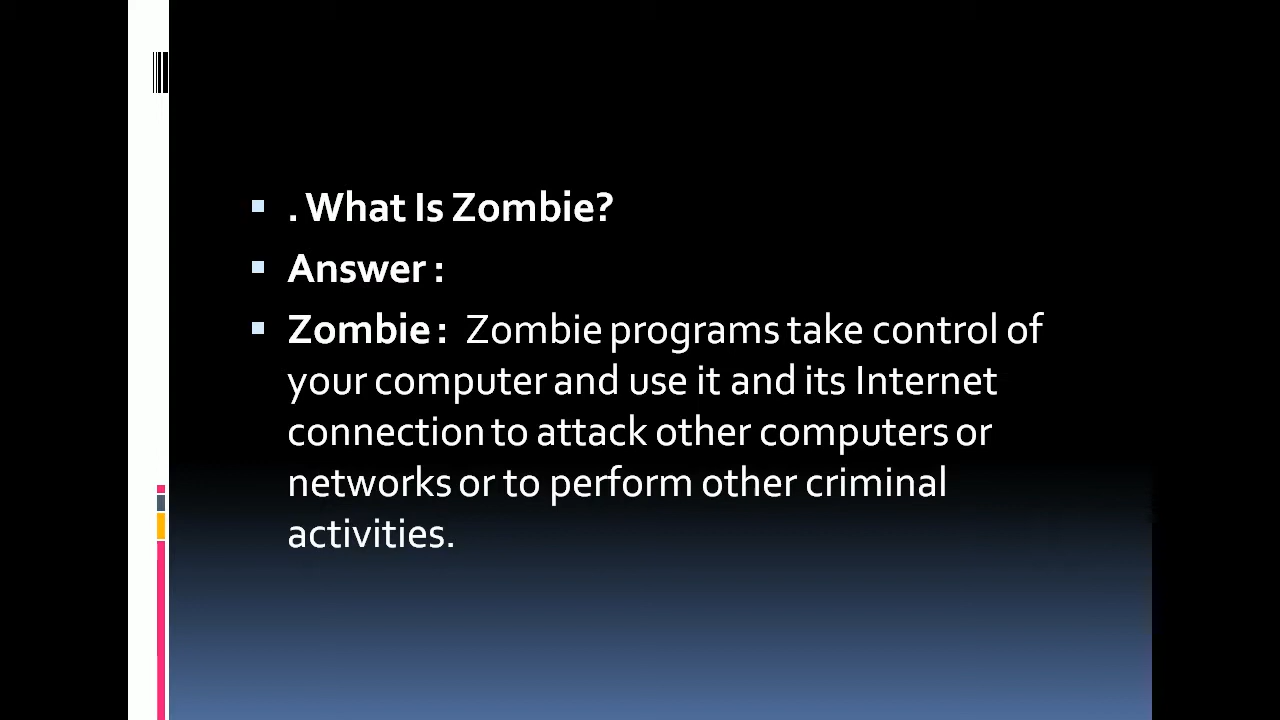 . What Is Zombie?
Answer :
Zombie : Zombie programs take control of
your computer and use it and its Internet
connection to attack other computers or
networks or to perform other criminal
activities.